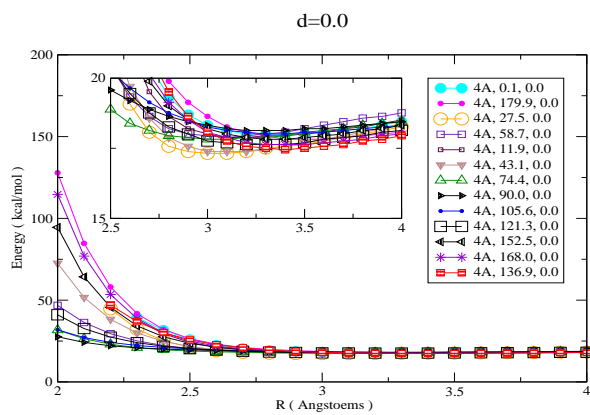 d=0.0
200
150
100
50
0
Energy ( kcal/mol )
2
2.5
3
3.5
4
4.5
R ( Angstoems )
20
15
2.5
3
3.5
4
4A, 0.1, 0.0
4A, 179.9, 0.0
4A, 27.5, 0.0
4A, 58.7, 0.0
4A, 11.9, 0.0
4A, 43.1, 0.0
4A, 74.4, 0.0
4A, 90.0, 0.0
4A, 105.6, 0.0
4A, 121.3, 0.0
4A, 152.5, 0.0
4A, 168.0, 0.0
4A, 136.9, 0.0